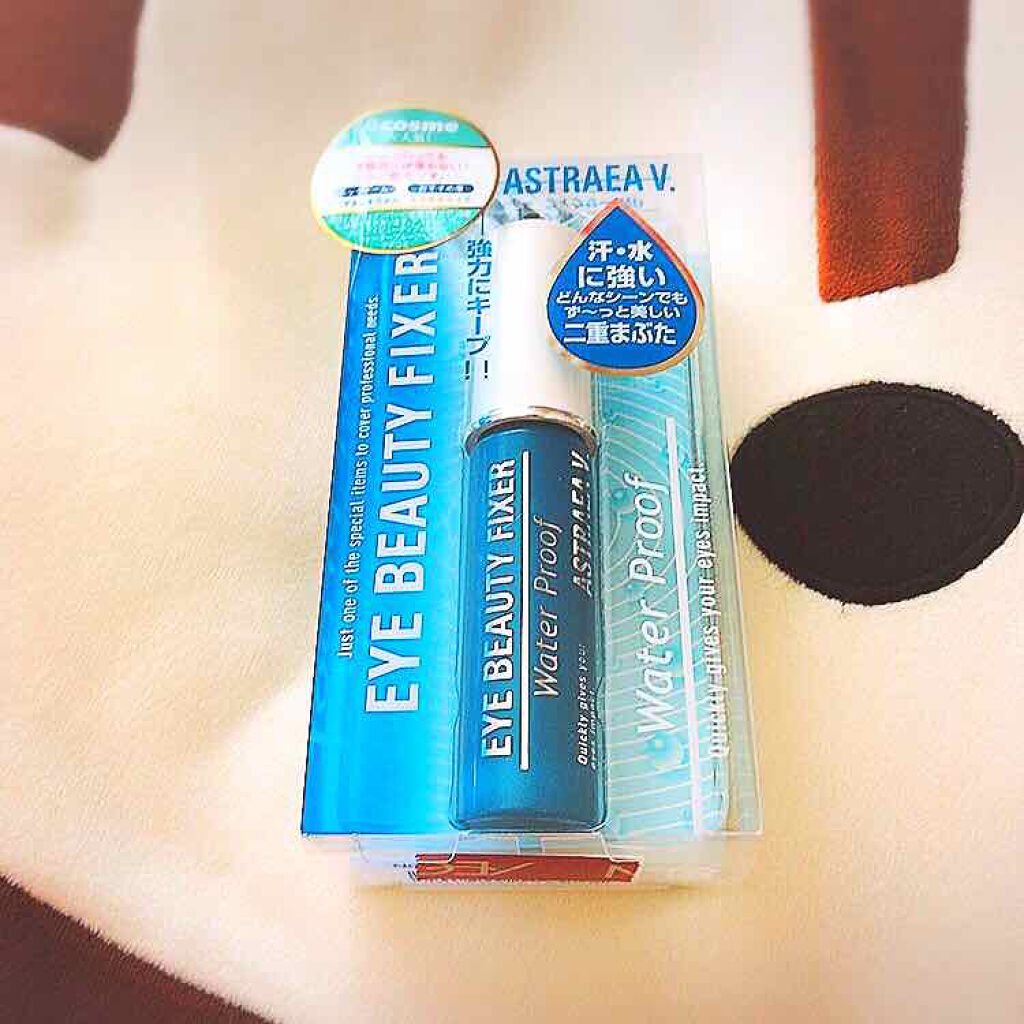 @cosme
ASTRAEA V.
汗・水
に強い
どんなシーンでも
ず〜っと美しい
二重まぶた
強力にキープ!!
Just one of the special items to cover professional needs.
EYE BEAUTY FIXER
EYE BEAUTY FIXER
Water Proof
ASTRAEA V.
Quickly gives your
eyes impact.
Water Proof
Quickly gives your eyes impact.